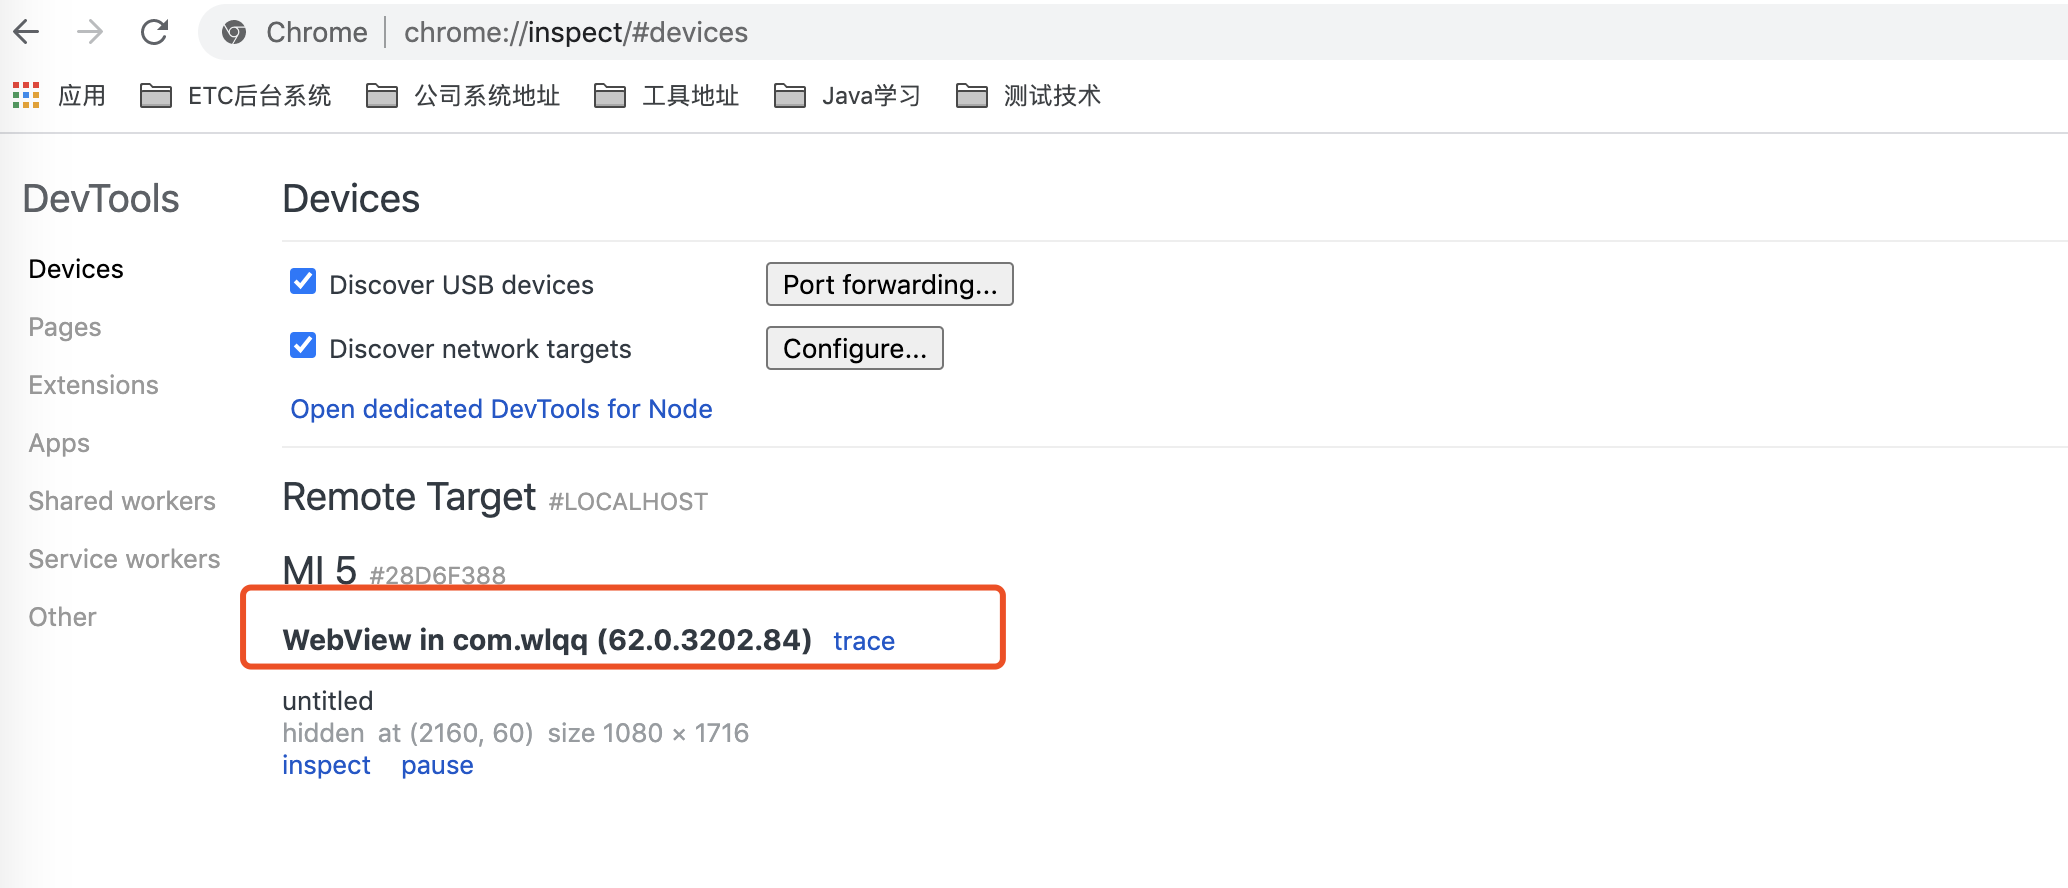 Chrome chrome://inspect/#devices
应用 ETC后台系统 公司系统地址 工具地址 Java学习 测试技术
DevTools
Devices
Pages
Extensions
Apps
Shared workers
Service workers
Other
Devices
Discover USB devices Port forwarding...
Discover network targets Configure...
Open dedicated DevTools for Node
Remote Target #LOCALHOST
MI 5 #28D6F388
WebView in com.wlqq (62.0.3202.84) trace
untitled
hidden at (2160, 60) size 1080 × 1716
inspect pause